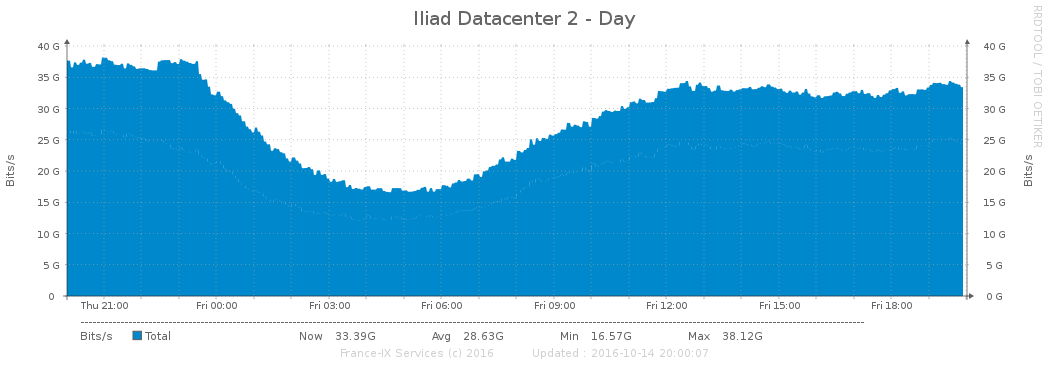 Iliad Datacenter 2 - Day
RRDTOOL / TOBI OETIKER
Bits/s
40 G 40 G
35 G 35 G
30 G 30 G
25 G 25 G
20 G 20 G
15 G 15 G
10 G 10 G
5 G 5 G
0 0 G
Bits/s
Thu 21:00 Fri 00:00 Fri 03:00 Fri 06:00 Fri 09:00 Fri 12:00 Fri 15:00 Fri 18:00
Bits/s Total Now 33.39G Avg 28.63G Min 16.57G Max 38.12G
France-IX Services (c) 2016 Updated : 2016-10-14 20:00:07